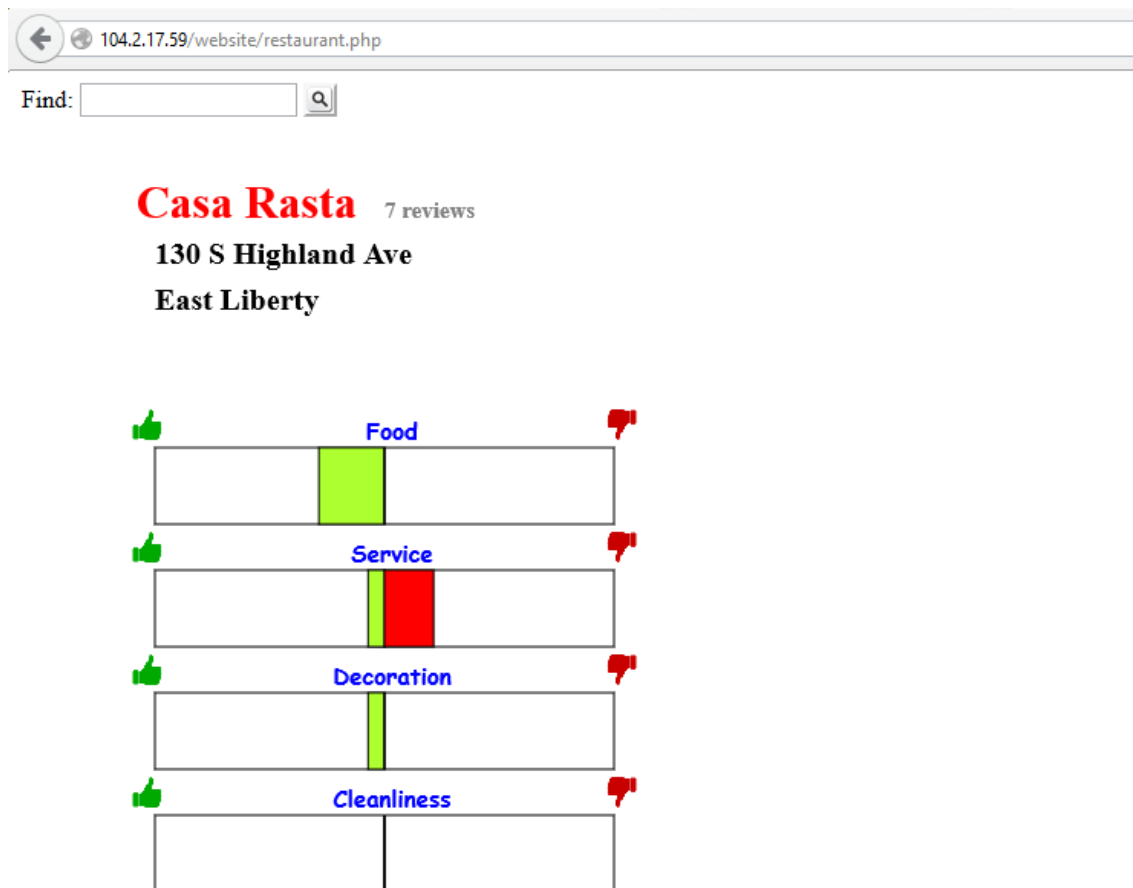 104.2.17.59/website/restaurant.php
Find:
Casa Rasta 7 reviews
130 S Highland Ave
East Liberty
Food
Service
Decoration
Cleanliness